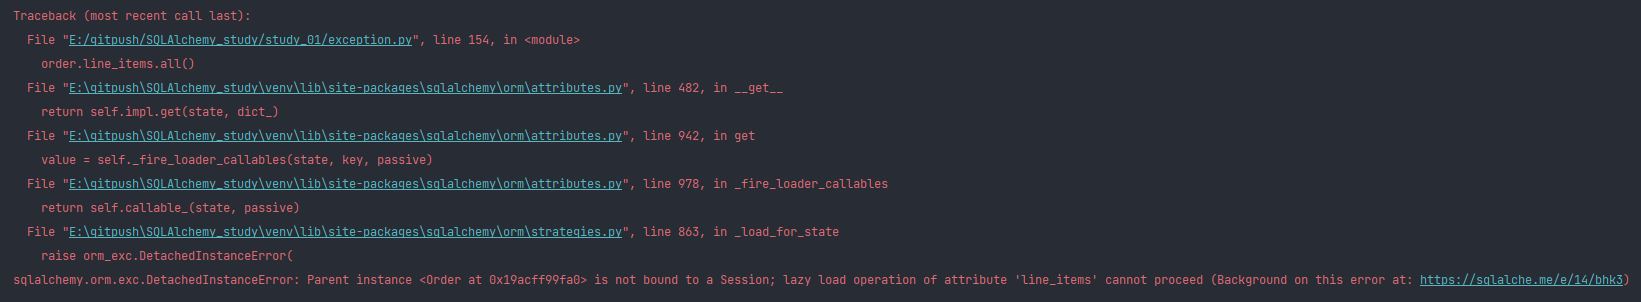 Traceback (most recent call last):
  File "E:/gitpush/SQLAlchemy_study/study_01/exception.py", line 154, in <module>
    order.line_items.all()
  File "E:\gitpush\SQLAlchemy_study\venv\lib\site-packages\sqlalchemy\orm\attributes.py", line 482, in __get__
    return self.impl.get(state, dict_)
  File "E:\gitpush\SQLAlchemy_study\venv\lib\site-packages\sqlalchemy\orm\attributes.py", line 942, in get
    value = self._fire_loader_callables(state, key, passive)
  File "E:\gitpush\SQLAlchemy_study\venv\lib\site-packages\sqlalchemy\orm\attributes.py", line 978, in _fire_loader_callables
    return self.callable_(state, passive)
  File "E:\gitpush\SQLAlchemy_study\venv\lib\site-packages\sqlalchemy\orm\strategies.py", line 863, in _load_for_state
    raise orm_exc.DetachedInstanceError(
sqlalchemy.orm.exc.DetachedInstanceError: Parent instance <Order at 0x19acff99fa0> is not bound to a Session; lazy load operation of attribute 'line_items' cannot proceed (Background on this error at: https://sqlalche.me/e/14/bhk3)